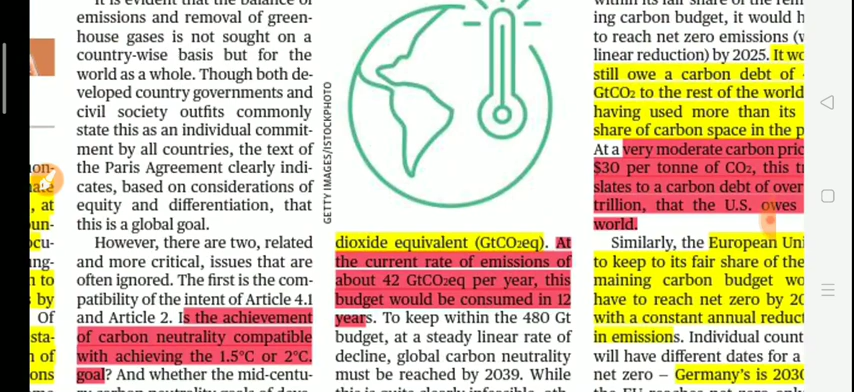 It is evident that the balance of
emissions and removal of green-
house gases is not sought on a
country-wise basis but for the
world as a whole. Though both de-
veloped country governments and
civil society outfits commonly
state this as an individual commit-
ment by all countries, the text of
the Paris Agreement clearly indi-
cates, based on considerations of
equity and differentiation, that
this is a global goal.
However, there are two, related
and more critical, issues that are
often ignored. The first is the com-
patibility of the intent of Article 4.1
and Article 2. Is the achievement
of carbon neutrality compatible
with achieving the 1.5°C or 2°C.
goal? And whether the mid-centu-
GETTY IMAGES/ISTOCKPHOTO
dioxide equivalent (GtCO₂eq). At
the current rate of emissions of
about 42 GtCO₂eq per year, this
budget would be consumed in 12
years. To keep within the 480 Gt
budget, at a steady linear rate of
decline, global carbon neutrality
must be reached by 2039. While
ing carbon budget, it would h
to reach net zero emissions
linear reduction) by 2025. It wo
still owe a carbon debt of
GtCO₂ to the rest of the world
having used more than its
share of carbon space in the p
At a very moderate carbon pric
$30 per tonne of CO₂, this t
slates to a carbon debt of over
trillion, that the U.S. owes
world.
Similarly, the European Uni
to keep to its fair share of the
maining carbon budget wo
have to reach net zero by 20
with a constant annual reduct
in emissions. Individual count
will have different dates for a
net zero – Germany's is 2030